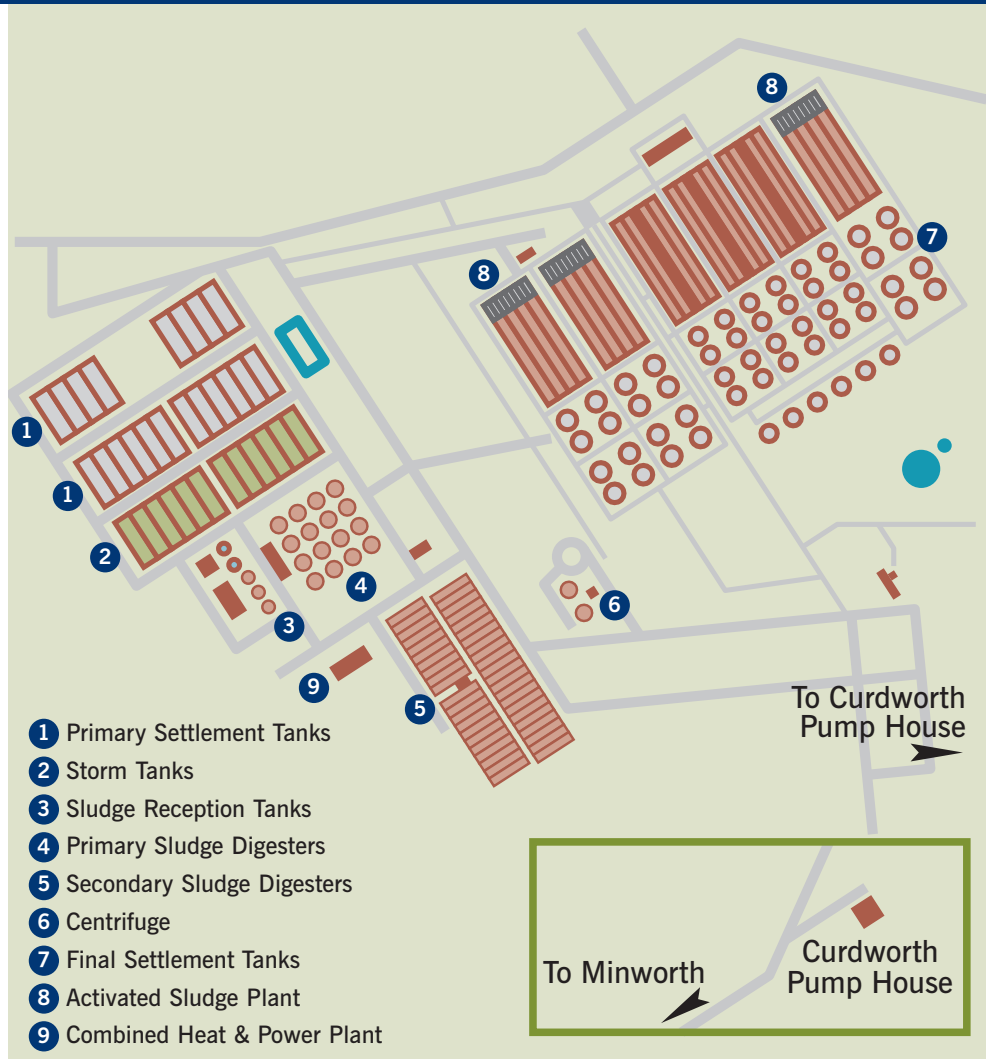 8
7
8
1
1
2
4
3
6
9
5
To Curdworth
Pump House
1 Primary Settlement Tanks
2 Storm Tanks
3 Sludge Reception Tanks
4 Primary Sludge Digesters
5 Secondary Sludge Digesters
6 Centrifuge
7 Final Settlement Tanks
8 Activated Sludge Plant
9 Combined Heat & Power Plant
To Minworth
Curdworth
Pump House